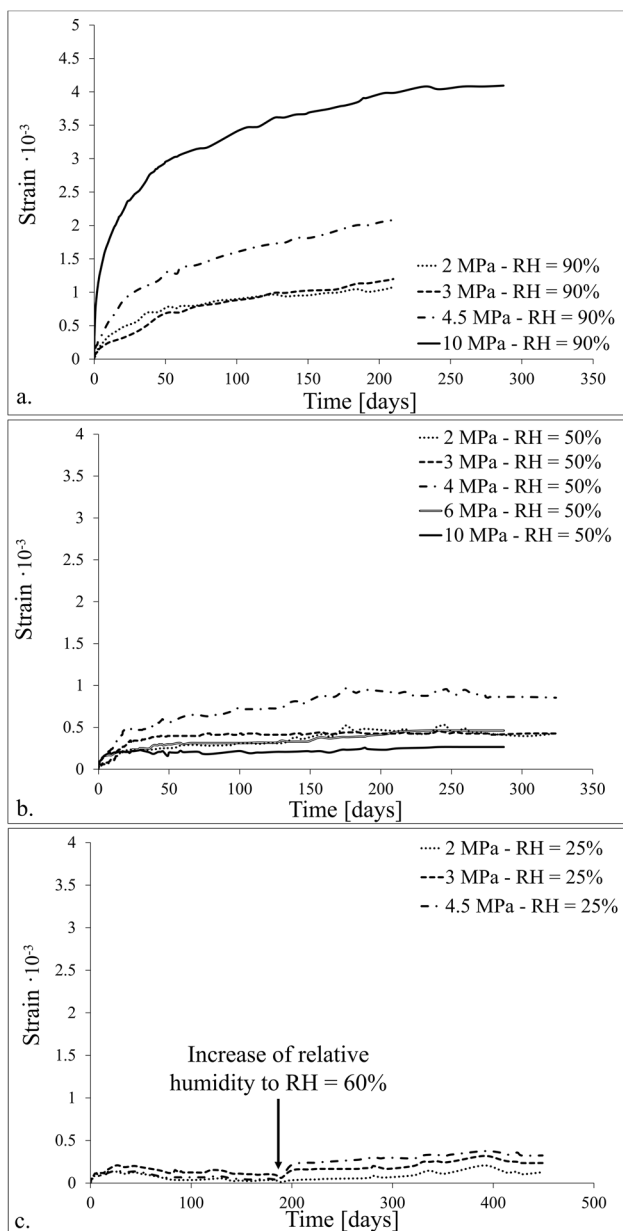 5
4.5
4
3.5
3
2.5
2
1.5
1
0.5
0
Strain ·10-3
2 MPa - RH = 90%
3 MPa - RH = 90%
4.5 MPa - RH = 90%
10 MPa - RH = 90%
0 50 100 150 200 250 300 350
Time [days]
a.
4
3.5
3
2.5
2
1.5
1
0.5
0
Strain ·10-3
2 MPa - RH = 50%
3 MPa - RH = 50%
4 MPa - RH = 50%
6 MPa - RH = 50%
10 MPa - RH = 50%
0 50 100 150 200 250 300 350
Time [days]
b.
4
3.5
3
2.5
2
1.5
1
0.5
0
Strain ·10-3
2 MPa - RH = 25%
3 MPa - RH = 25%
4.5 MPa - RH = 25%
Increase of relative
humidity to RH = 60%
0 100 200 300 400 500
Time [days]
c.